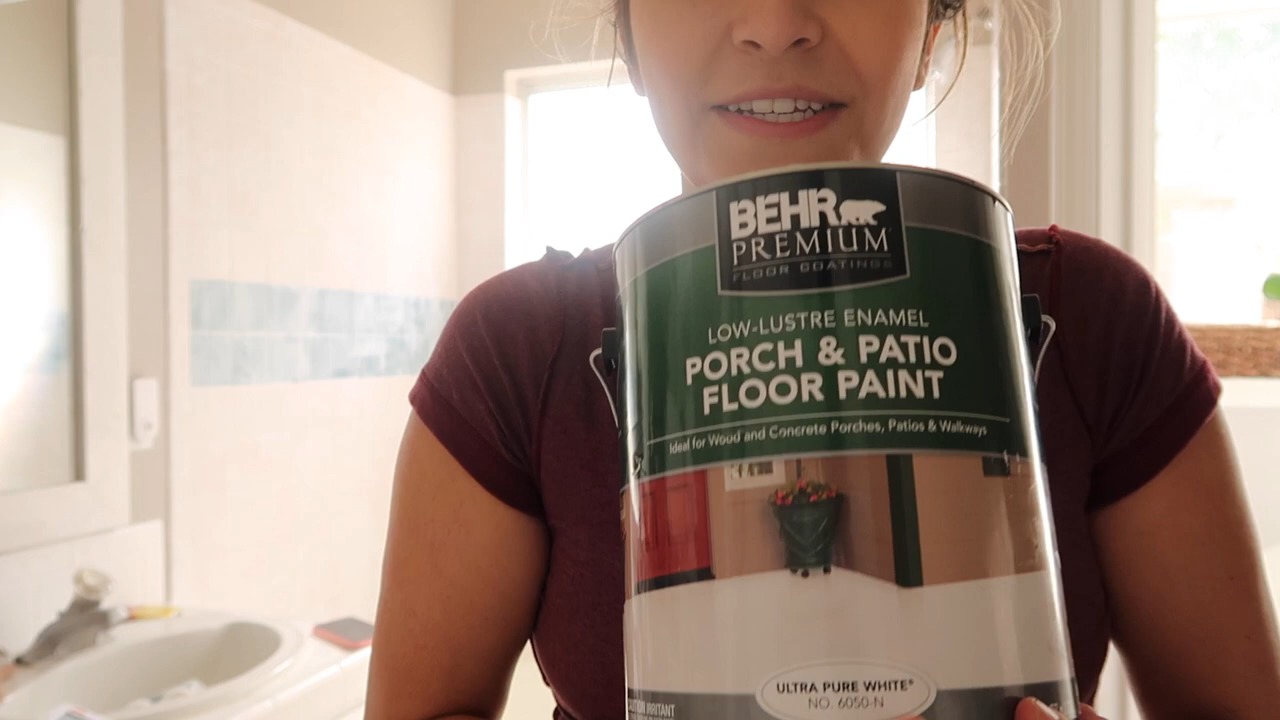 BEHR
PREMIUM
FLOOR COATINGS
LOW-LUSTRE ENAMEL
PORCH & PATIO
FLOOR PAINT
Ideal for Wood and Concrete Porches, Patios & Walkways
ULTRA PURE WHITE®
NO. 6050-N
IRRITANT